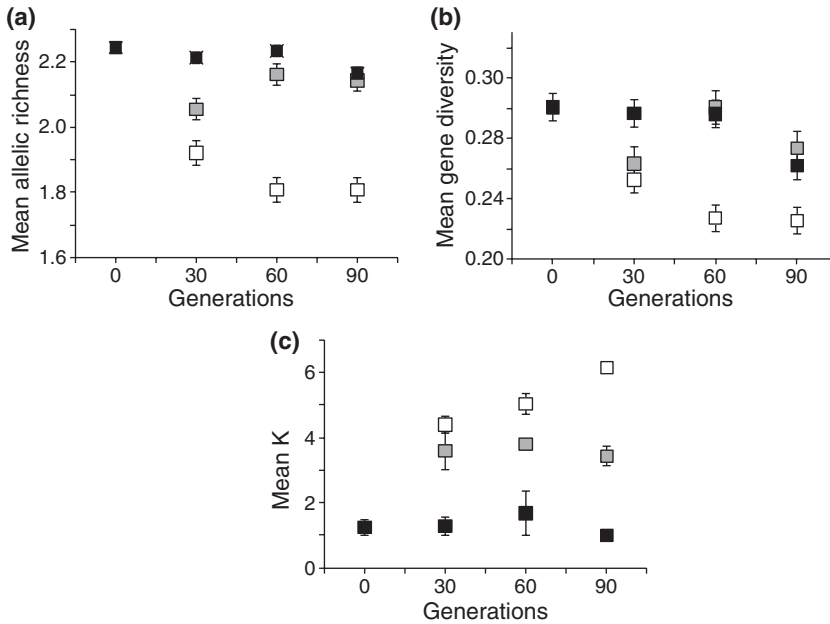 (a)
Mean allelic richness
2.2
2.0
1.8
1.6
0
30
60
90
Generations
(b)
Mean gene diversity
0.30
0.28
0.24
0.20
0
30
60
90
Generations
(c)
Mean K
6
4
2
0
0
30
60
90
Generations